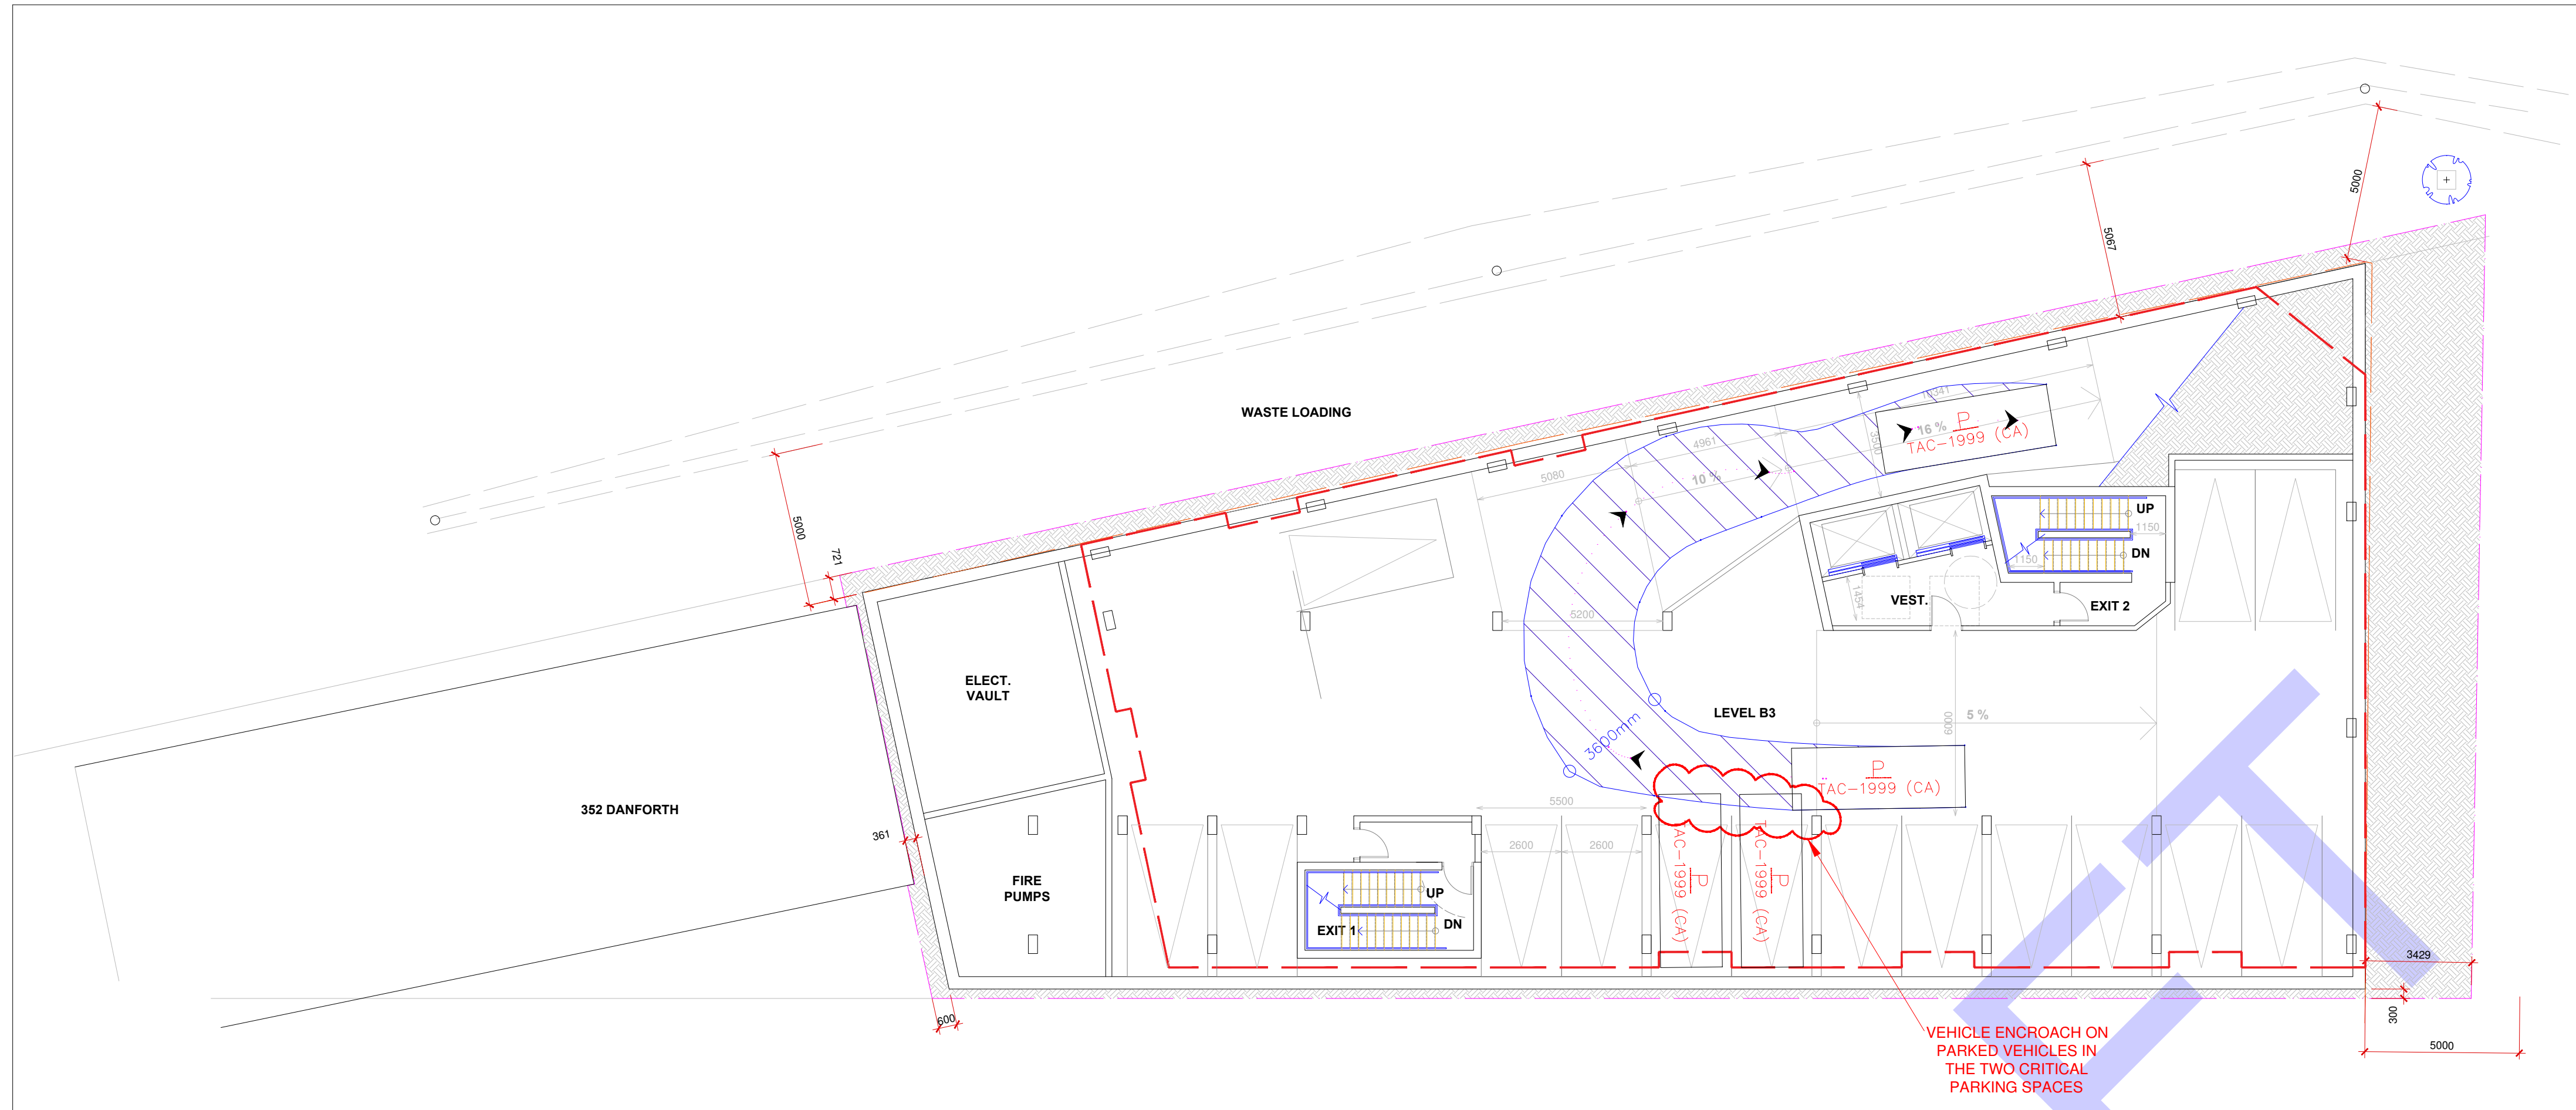 5000
5067
WASTE LOADING
10341
16 %
P
TAC-1999 (CA)
3500
4961
5080
10 %
5000
721
UP
1150
DN
1150
1454
VEST.
EXIT 2
5200
ELECT.
VAULT
LEVEL B3
6000
5 %
3600mm
P
TAC-1999 (CA)
352 DANFORTH
361
5500
2600
2600
P
TAC-1999 (CA)
P
TAC-1999 (CA)
FIRE
PUMPS
UP
EXIT 1
DN
3429
600
300
5000
VEHICLE ENCROACH ON
PARKED VEHICLES IN
THE TWO CRITICAL
PARKING SPACES